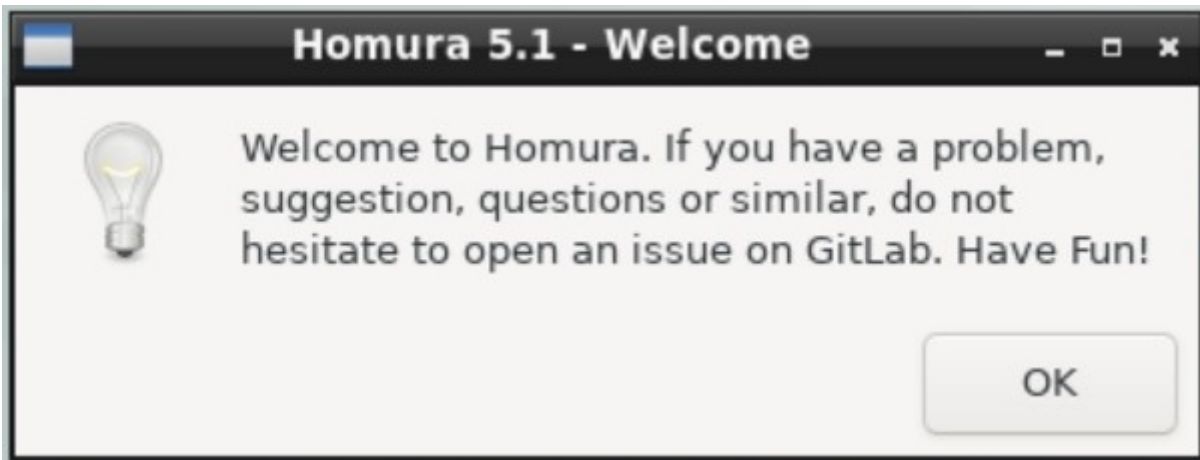 Homura 5.1 - Welcome
Welcome to Homura. If you have a problem,
suggestion, questions or similar, do not
hesitate to open an issue on GitLab. Have Fun!
OK